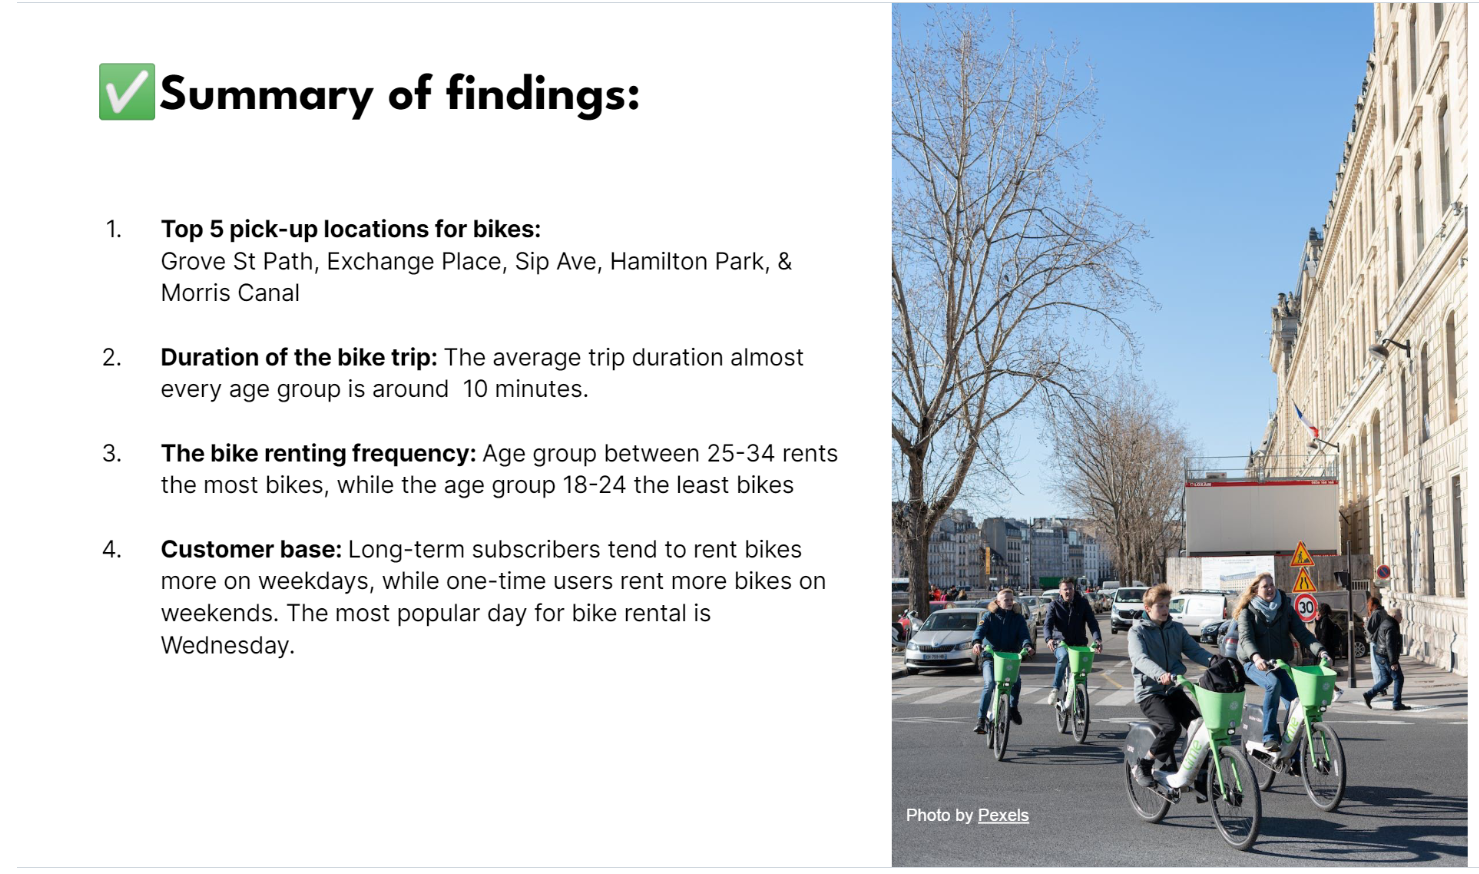 ✅Summary of findings:
1. Top 5 pick-up locations for bikes:
Grove St Path, Exchange Place, Sip Ave, Hamilton Park, &
Morris Canal
2. Duration of the bike trip: The average trip duration almost
every age group is around  10 minutes.
3. The bike renting frequency: Age group between 25-34 rents
the most bikes, while the age group 18-24 the least bikes
4. Customer base: Long-term subscribers tend to rent bikes
more on weekdays, while one-time users rent more bikes on
weekends. The most popular day for bike rental is
Wednesday.
30
Lime
Photo by Pexels